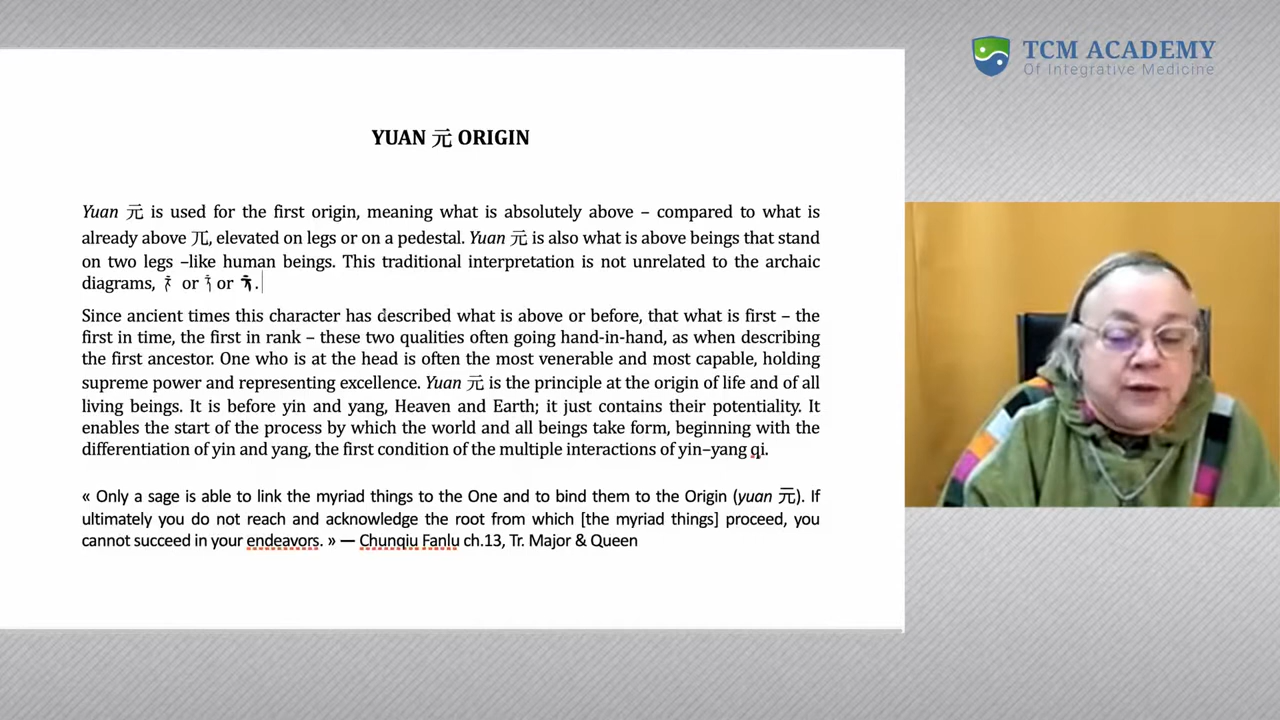 TCM ACADEMY
Of Integrative Medicine
YUAN 元 ORIGIN
Yuan 元 is used for the first origin, meaning what is absolutely above – compared to what is
already above 兀, elevated on legs or on a pedestal. Yuan 元 is also what is above beings that stand
on two legs –like human beings. This traditional interpretation is not unrelated to the archaic
diagrams, or or .
Since ancient times this character has described what is above or before, that what is first – the
first in time, the first in rank – these two qualities often going hand-in-hand, as when describing
the first ancestor. One who is at the head is often the most venerable and most capable, holding
supreme power and representing excellence. Yuan 元 is the principle at the origin of life and of all
living beings. It is before yin and yang, Heaven and Earth; it just contains their potentiality. It
enables the start of the process by which the world and all beings take form, beginning with the
differentiation of yin and yang, the first condition of the multiple interactions of yin–yang qi.
« Only a sage is able to link the myriad things to the One and to bind them to the Origin (yuan 元). If
ultimately you do not reach and acknowledge the root from which [the myriad things] proceed, you
cannot succeed in your endeavors. » — Chunqiu Fanlu ch.13, Tr. Major & Queen